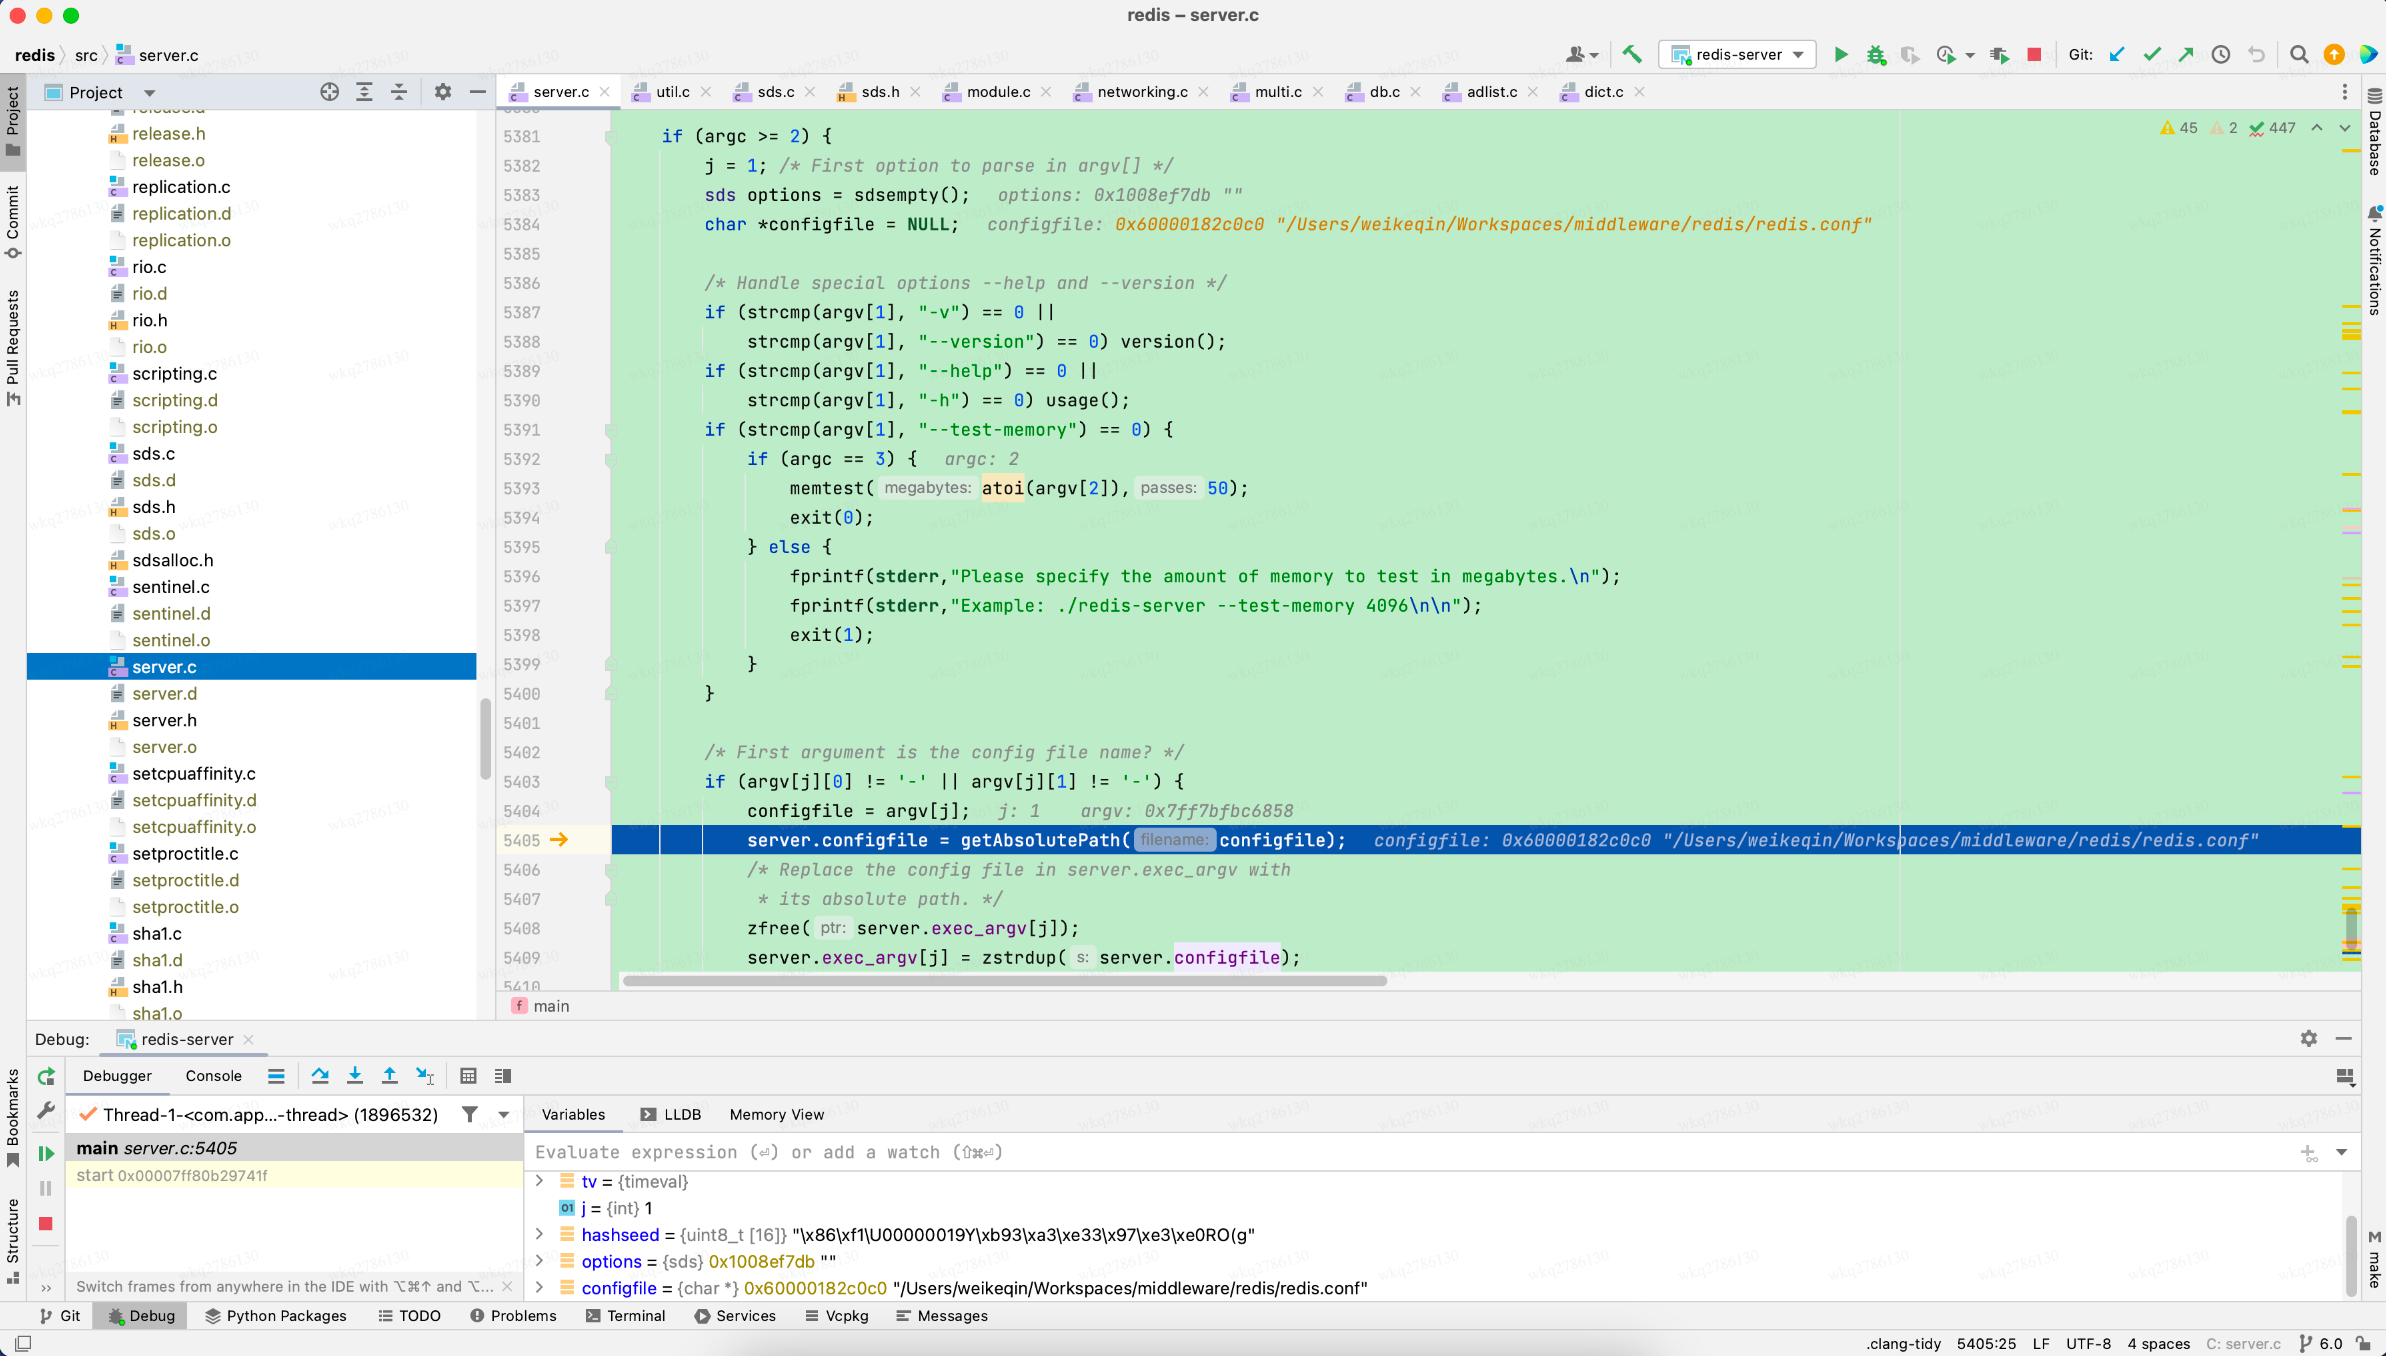 redis – server.c
redis src server.c
redis-server
Git:
Project
server.c util.c sds.c sds.h module.c networking.c multi.c db.c adlist.c dict.c
Project
Commit
Pull Requests
Bookmarks
Structure
Database
Notifications
make
release.d
release.h
release.o
replication.c
replication.d
replication.o
rio.c
rio.d
rio.h
rio.o
scripting.c
scripting.d
scripting.o
sds.c
sds.d
sds.h
sds.o
sdsalloc.h
sentinel.c
sentinel.d
sentinel.o
server.c
server.d
server.h
server.o
setcpuaffinity.c
setcpuaffinity.d
setcpuaffinity.o
setproctitle.c
setproctitle.d
setproctitle.o
sha1.c
sha1.d
sha1.h
sha1.o
45 2 447
5381 if (argc >= 2) {
5382 j = 1; /* First option to parse in argv[] */
5383 sds options = sdsempty(); options: 0x1008ef7db ""
5384 char *configfile = NULL; configfile: 0x60000182c0c0 "/Users/weikeqin/Workspaces/middleware/redis/redis.conf"
5385
5386 /* Handle special options --help and --version */
5387 if (strcmp(argv[1], "-v") == 0 ||
5388 strcmp(argv[1], "--version") == 0) version();
5389 if (strcmp(argv[1], "--help") == 0 ||
5390 strcmp(argv[1], "-h") == 0) usage();
5391 if (strcmp(argv[1], "--test-memory") == 0) {
5392 if (argc == 3) { argc: 2
5393 memtest( megabytes: atoi(argv[2]), passes: 50);
5394 exit(0);
5395 } else {
5396 fprintf(stderr,"Please specify the amount of memory to test in megabytes.\n");
5397 fprintf(stderr,"Example: ./redis-server --test-memory 4096\n\n");
5398 exit(1);
5399 }
5400 }
5401
5402 /* First argument is the config file name? */
5403 if (argv[j][0] != '-' || argv[j][1] != '-') {
5404 configfile = argv[j]; j: 1 argv: 0x7ff7bfbc6858
5405 server.configfile = getAbsolutePath( filename: configfile); configfile: 0x60000182c0c0 "/Users/weikeqin/Workspaces/middleware/redis/redis.conf"
5406 /* Replace the config file in server.exec_argv with
5407 * its absolute path. */
5408 zfree( ptr: server.exec_argv[j]);
5409 server.exec_argv[j] = zstrdup( s: server.configfile);
5410
f main
Debug: redis-server
Debugger Console
Thread-1-<com.app...-thread> (1896532)
main server.c:5405
start 0x00007ff80b29741f
Switch frames from anywhere in the IDE with ⌥⌘↑ and ⌥...
Variables LLDB Memory View
Evaluate expression (⏎) or add a watch (⇧⌘⏎)
tv = {timeval}
j = {int} 1
hashseed = {uint8_t [16]} "\x86\xf1\U00000019Y\xb93\xa3\xe33\x97\xe3\xe0RO(g"
options = {sds} 0x1008ef7db ""
configfile = {char *} 0x60000182c0c0 "/Users/weikeqin/Workspaces/middleware/redis/redis.conf"
Git Debug Python Packages TODO Problems Terminal Services Vcpkg Messages
.clang-tidy 5405:25 LF UTF-8 4 spaces C: server.c 6.0
wkq2786130